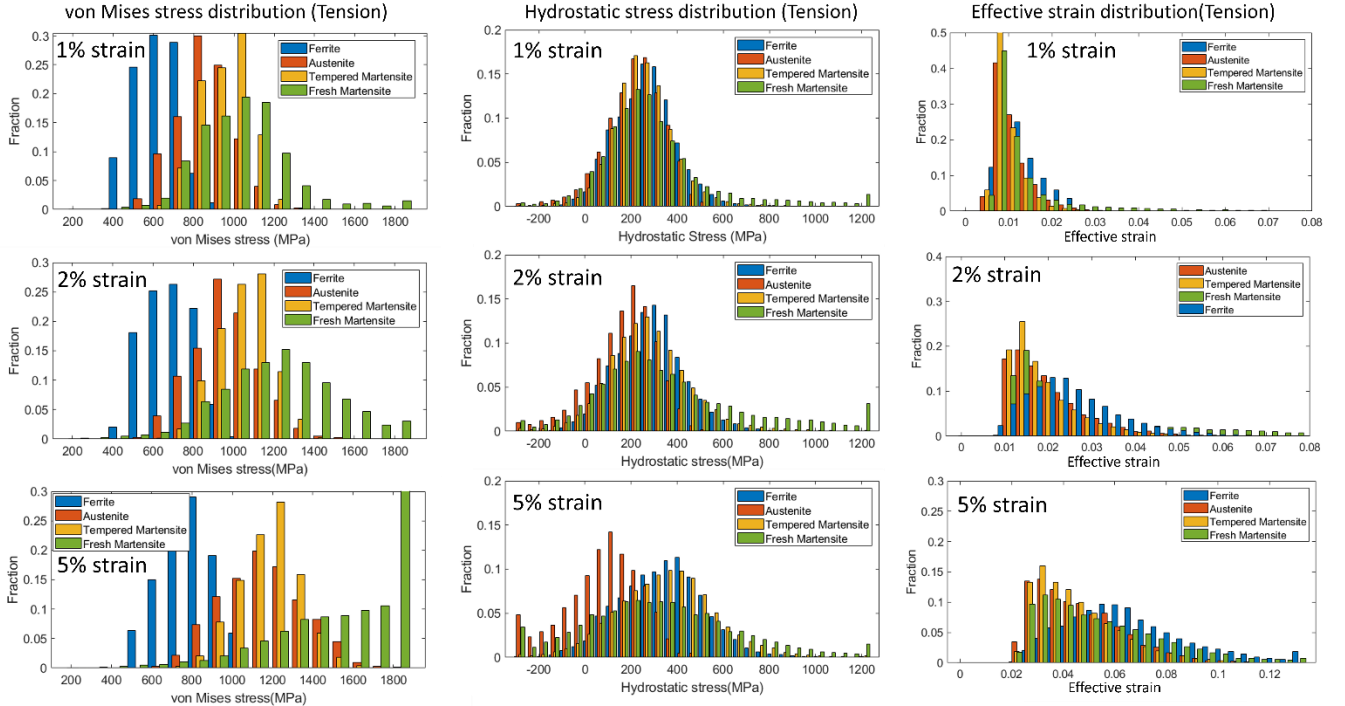 von Mises stress distribution (Tension)
Hydrostatic stress distribution (Tension)
Effective strain distribution(Tension)
1% strain
Ferrite
Austenite
Tempered Martensite
Fresh Martensite
0.3
0.25
0.2
0.15
0.1
0.05
0
Fraction
200 400 600 800 1000 1200 1400 1600 1800
von Mises stress (MPa)
1% strain
Ferrite
Austenite
Tempered Martensite
Fresh Martensite
0.2
0.15
0.1
0.05
0
Fraction
-200 0 200 400 600 800 1000 1200
Hydrostatic Stress (MPa)
1% strain
Ferrite
Austenite
Tempered Martensite
Fresh Martensite
0.5
0.4
0.3
0.2
0.1
0
Fraction
0 0.01 0.02 0.03 0.04 0.05 0.06 0.07 0.08
Effective strain
2% strain
Ferrite
Austenite
Tempered Martensite
Fresh Martensite
0.3
0.25
0.2
0.15
0.1
0.05
0
Fraction
200 400 600 800 1000 1200 1400 1600 1800
von Mises stress(MPa)
2% strain
Ferrite
Austenite
Tempered Martensite
Fresh Martensite
0.2
0.15
0.1
0.05
0
Fraction
-200 0 200 400 600 800 1000 1200
Hydrostatic stress(MPa)
2% strain
Austenite
Tempered Martensite
Fresh Martensite
Ferrite
0.4
0.3
0.2
0.1
0
Fraction
0 0.01 0.02 0.03 0.04 0.05 0.06 0.07 0.08
Effective strain
Ferrite
Austenite
Tempered Martensite
Fresh Martensite
5% strain
0.3
0.25
0.2
0.15
0.1
0.05
0
Fraction
200 400 600 800 1000 1200 1400 1600 1800
von Mises stress(MPa)
5% strain
Ferrite
Austenite
Tempered Martensite
Fresh Martensite
0.2
0.15
0.1
0.05
0
Fraction
-200 0 200 400 600 800 1000 1200
Hydrostatic stress(MPa)
5% strain
Ferrite
Austenite
Tempered Martensite
Fresh Martensite
0.3
0.25
0.2
0.15
0.1
0.05
0
Fraction
0 0.02 0.04 0.06 0.08 0.1 0.12
Effective strain